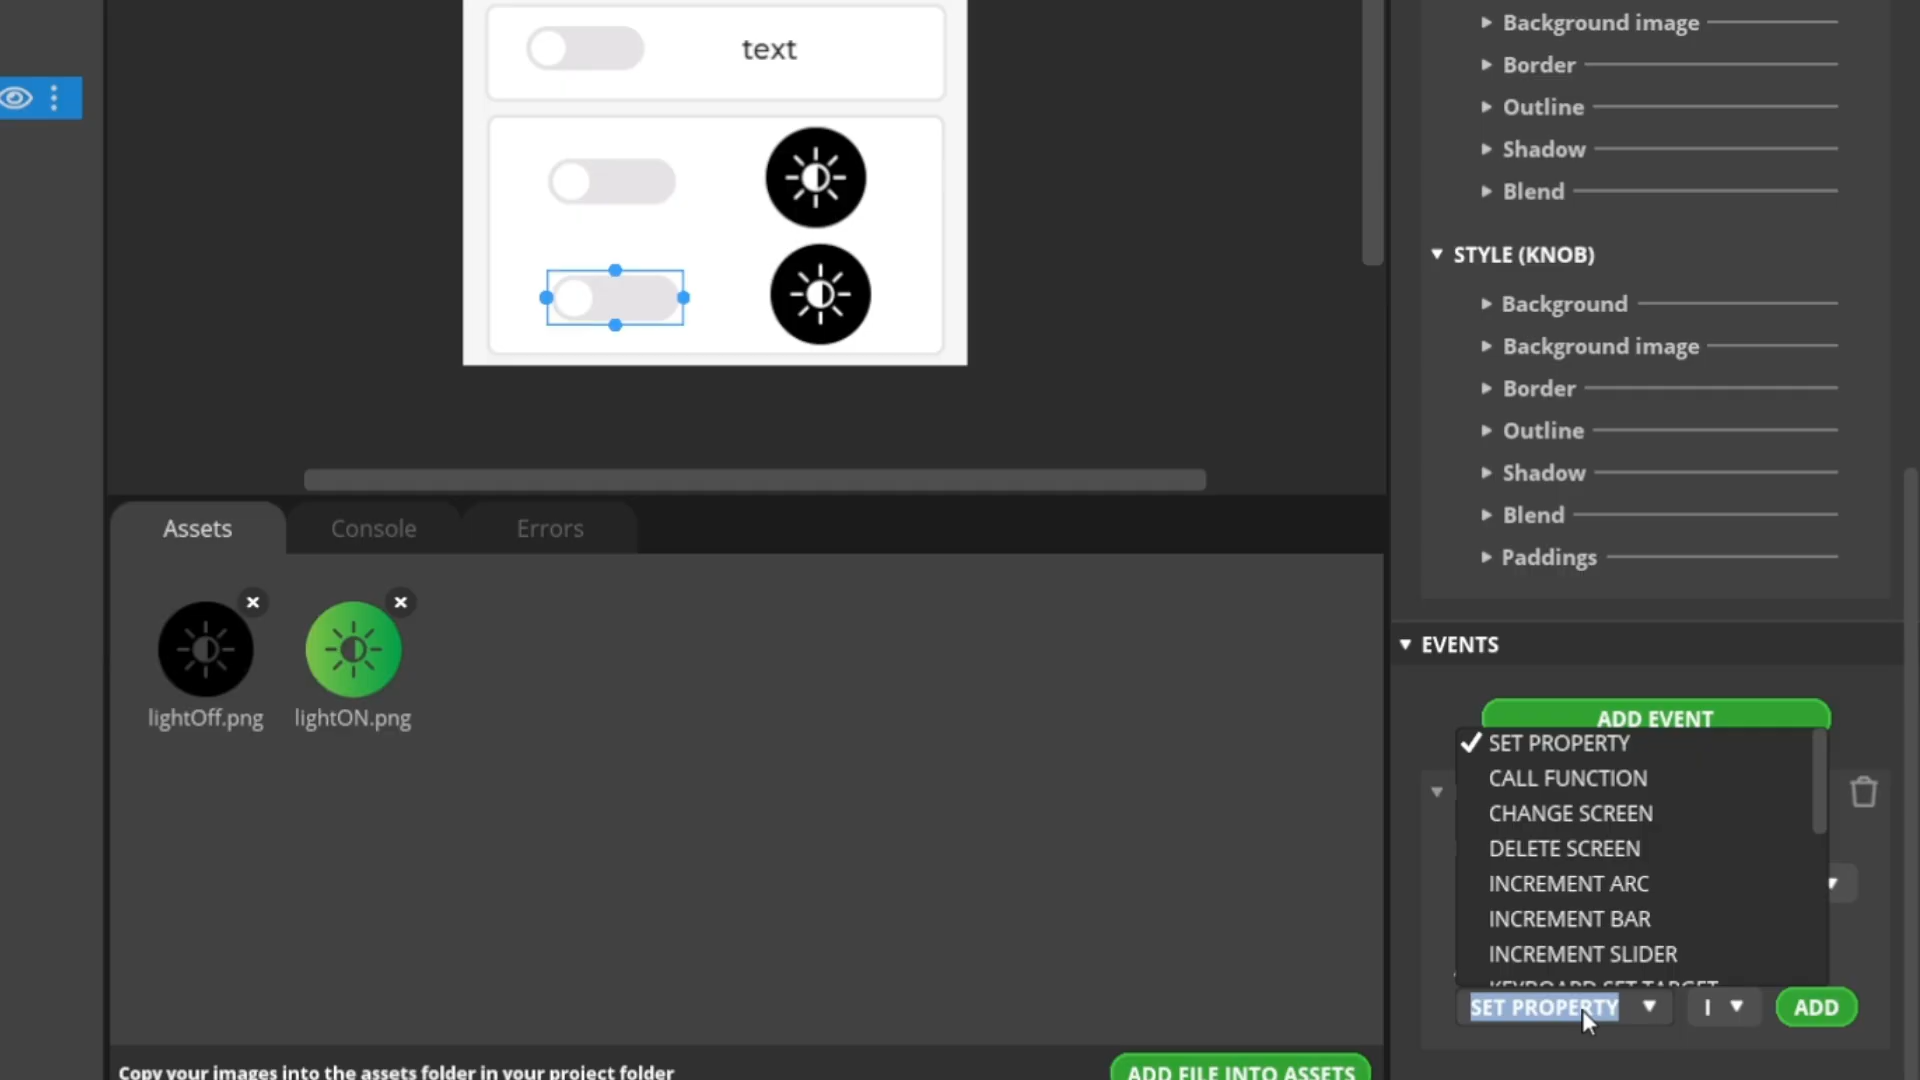 text
Assets
Console
Errors
lightOff.png
lightON.png
Copy your images into the assets folder in your project folder
ADD FILE INTO ASSETS
Background image
Border
Outline
Shadow
Blend
STYLE (KNOB)
Background
Background image
Border
Outline
Shadow
Blend
Paddings
EVENTS
ADD EVENT
SET PROPERTY
CALL FUNCTION
CHANGE SCREEN
DELETE SCREEN
INCREMENT ARC
INCREMENT BAR
INCREMENT SLIDER
KEYBOARD SET TARGET
SET PROPERTY
I
ADD